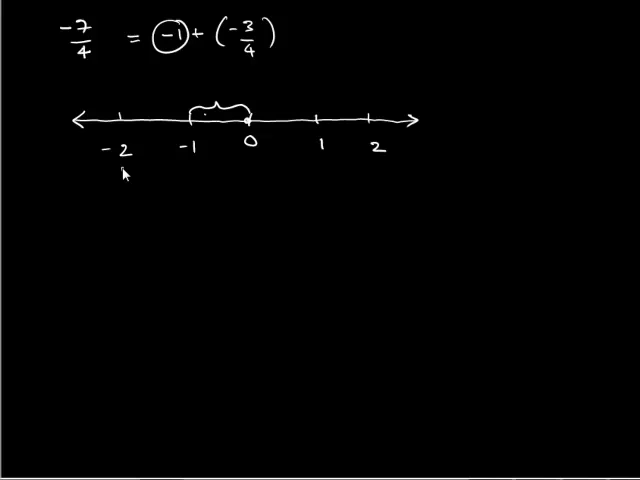 -7/4 = -1 + (-3/4)
-2 -1 0 1 2